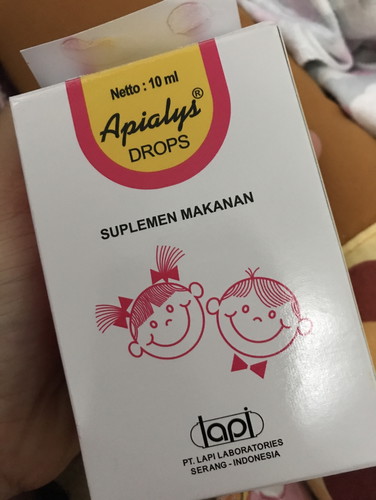 Netto : 10 ml
Apialys®
DROPS
SUPLEMEN MAKANAN
lapi
PT. LAPI LABORATORIES
SERANG - INDONESIA